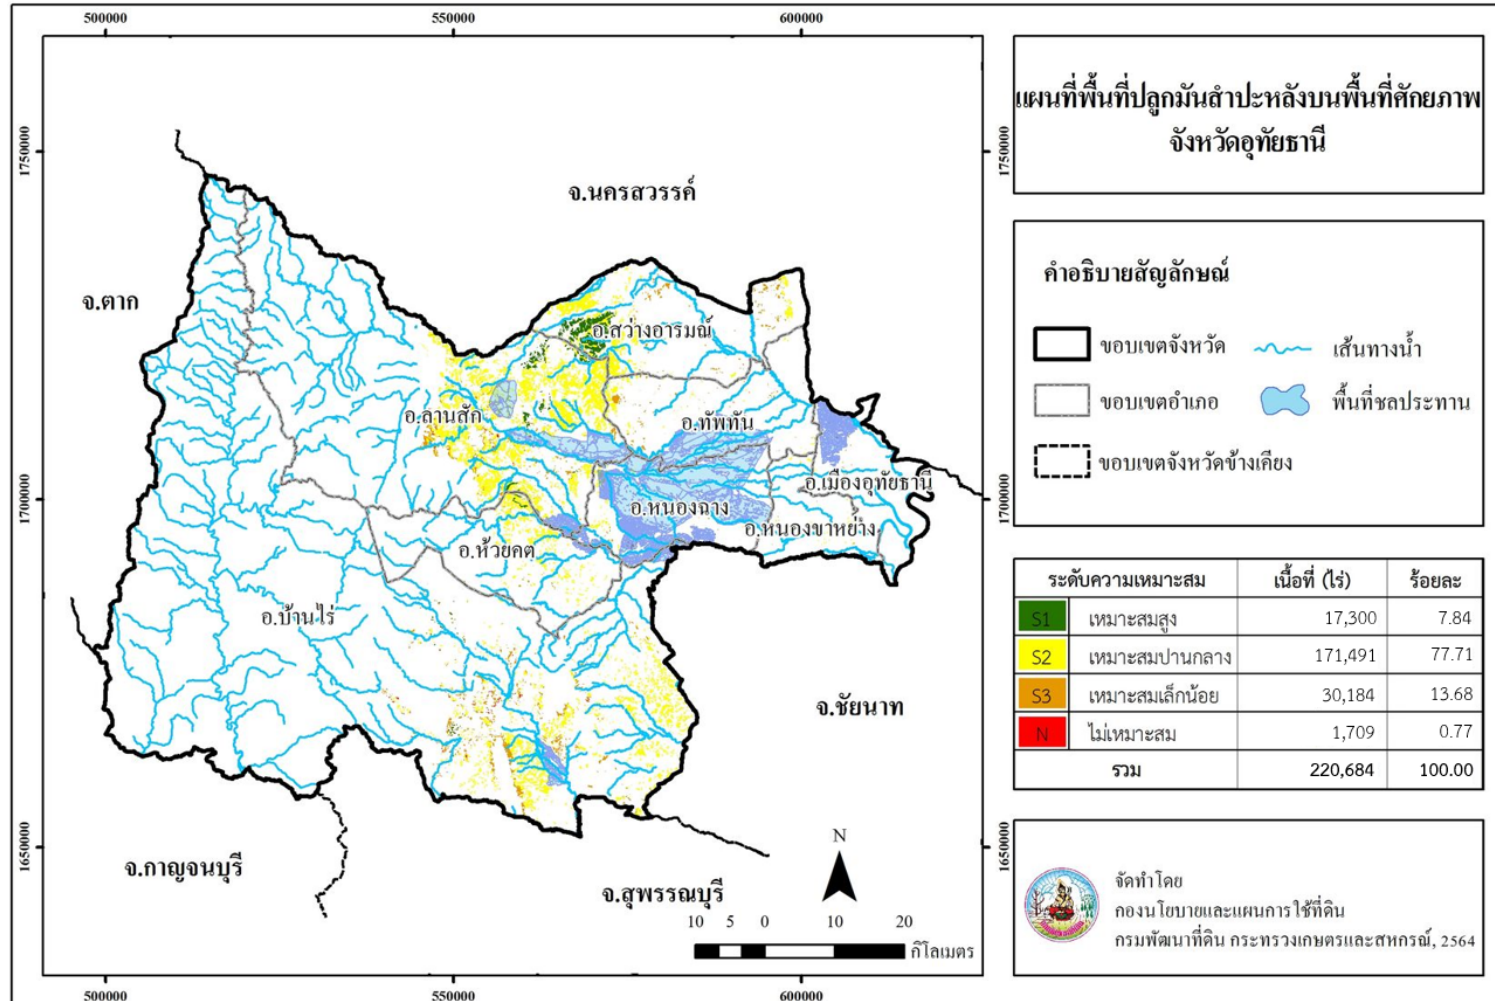 500000
550000
600000
1750000
1750000
แผนที่พื้นที่ปลูกมันสำปะหลังบนพื้นที่ศักยภาพ
จังหวัดอุทัยธานี
จ.นครสวรรค์
จ.ตาก
อ.สว่างอารมณ์
อ.ลานสัก
อ.ทัพทัน
อ.เมืองอุทัยธานี
อ.หนองฉาง
อ.หนองขาหย่าง
อ.ห้วยคต
อ.บ้านไร่
จ.ชัยนาท
จ.กาญจนบุรี
จ.สุพรรณบุรี
1700000
1700000
คำอธิบายสัญลักษณ์
ขอบเขตจังหวัด
เส้นทางน้ำ
ขอบเขตอำเภอ
พื้นที่ชลประทาน
ขอบเขตจังหวัดข้างเคียง
ระดับความเหมาะสม เนื้อที่ (ไร่) ร้อยละ
S1 เหมาะสมสูง 17,300 7.84
S2 เหมาะสมปานกลาง 171,491 77.71
S3 เหมาะสมเล็กน้อย 30,184 13.68
N ไม่เหมาะสม 1,709 0.77
รวม 220,684 100.00
1650000
1650000
N
10 5 0 10 20
กิโลเมตร
จัดทำโดย
กองนโยบายและแผนการใช้ที่ดิน
กรมพัฒนาที่ดิน กระทรวงเกษตรและสหกรณ์, 2564
500000
550000
600000